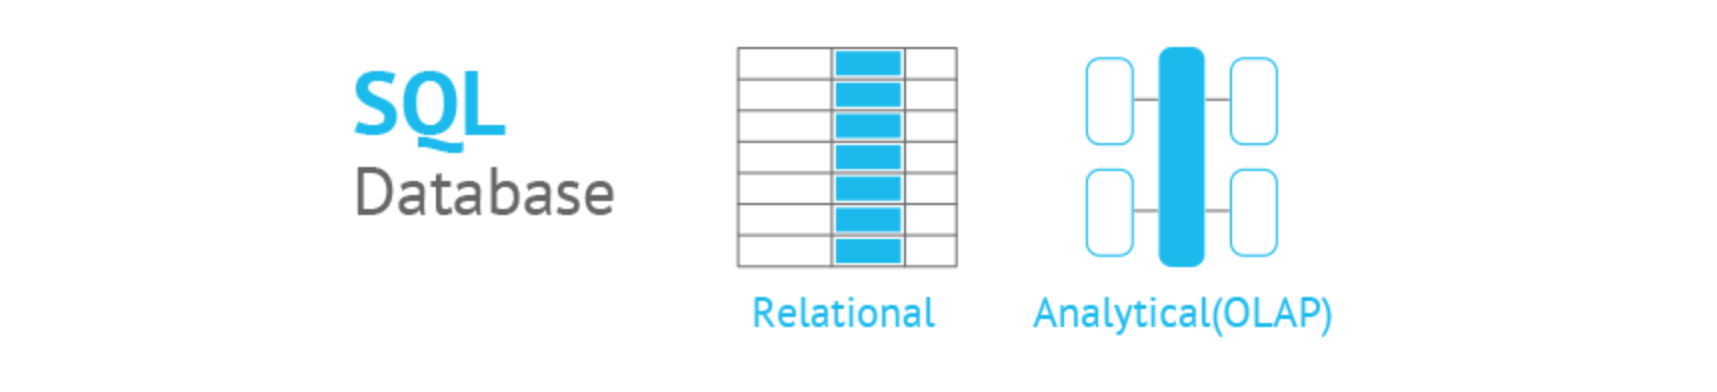 SQL
Database
Relational
Analytical(OLAP)